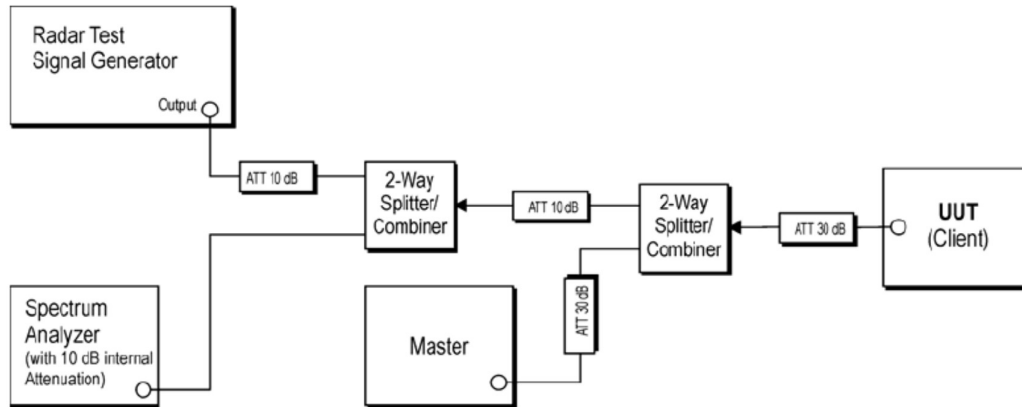 Radar Test
Signal Generator
Output
ATT 10 dB
2-Way
Splitter/
Combiner
ATT 10 dB
2-Way
Splitter/
Combiner
ATT 30 dB
UUT
(Client)
Spectrum
Analyzer
(with 10 dB internal
Attenuation)
Master
ATT 30 dB